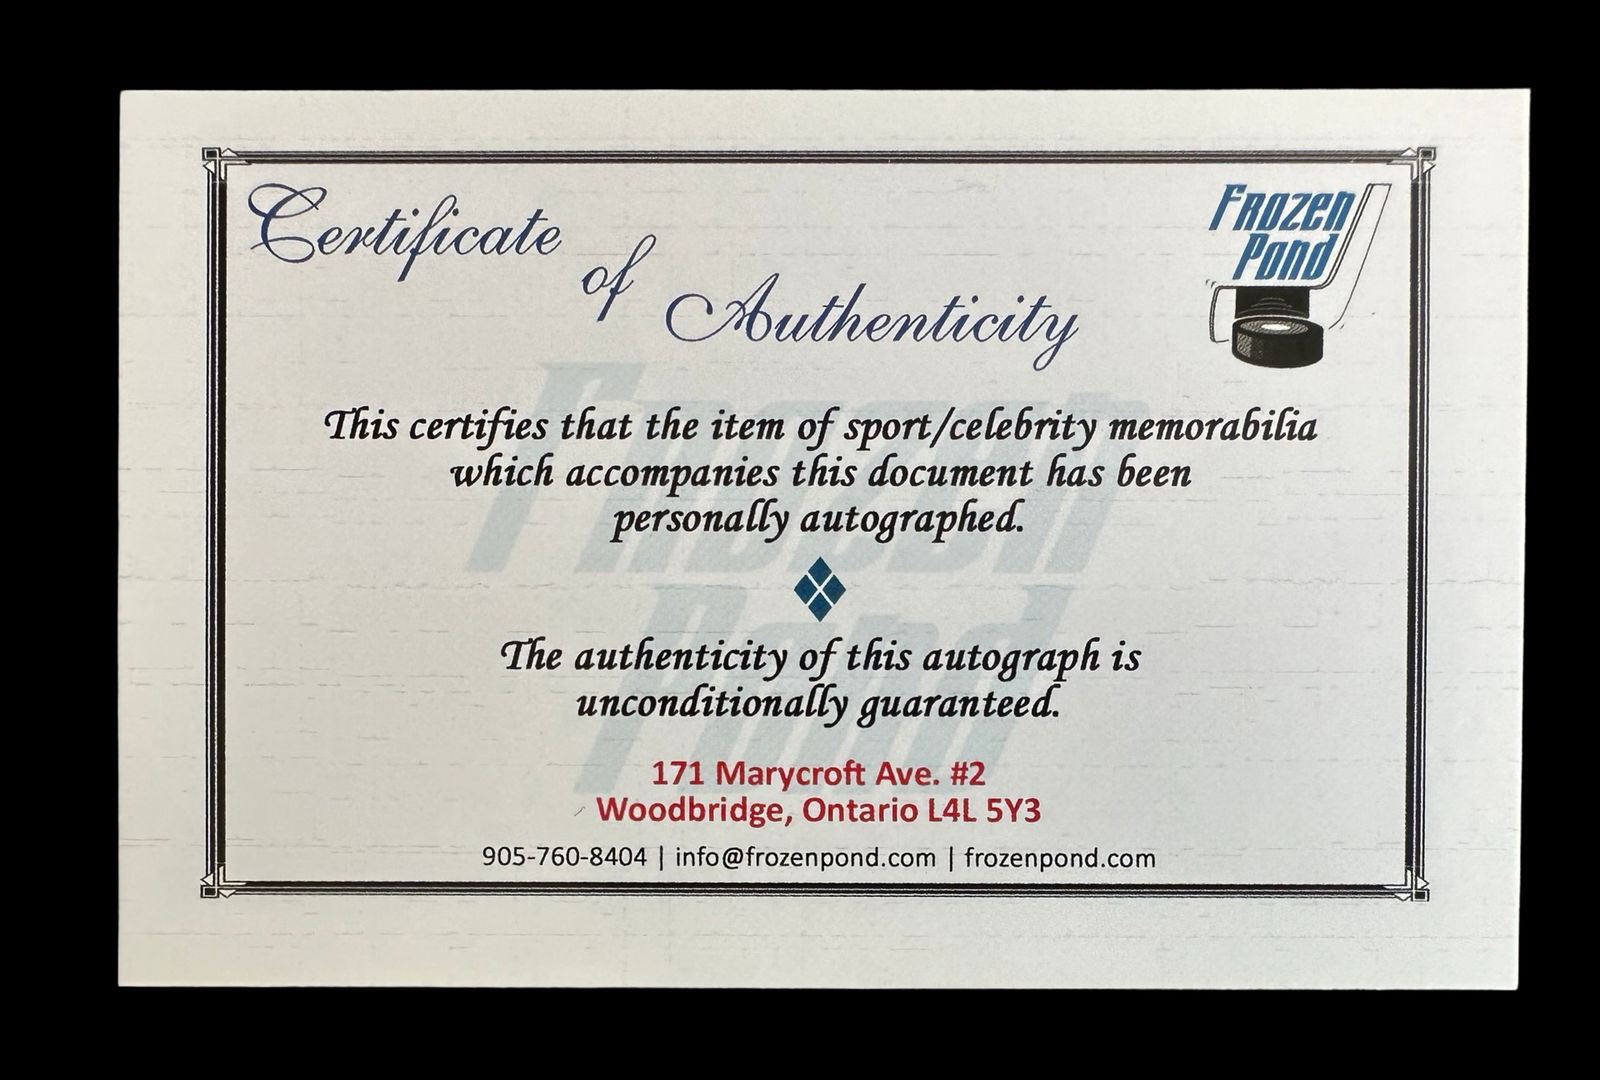 Certificate
of
Authenticity
Frozen
Pond
This certifies that the item of sport/celebrity memorabilia
which accompanies this document has been
personally autographed.
The authenticity of this autograph is
unconditionally guaranteed.
171 Marycroft Ave. #2
Woodbridge, Ontario L4L 5Y3
905-760-8404 | info@frozenpond.com | frozenpond.com
Frozen
Pond